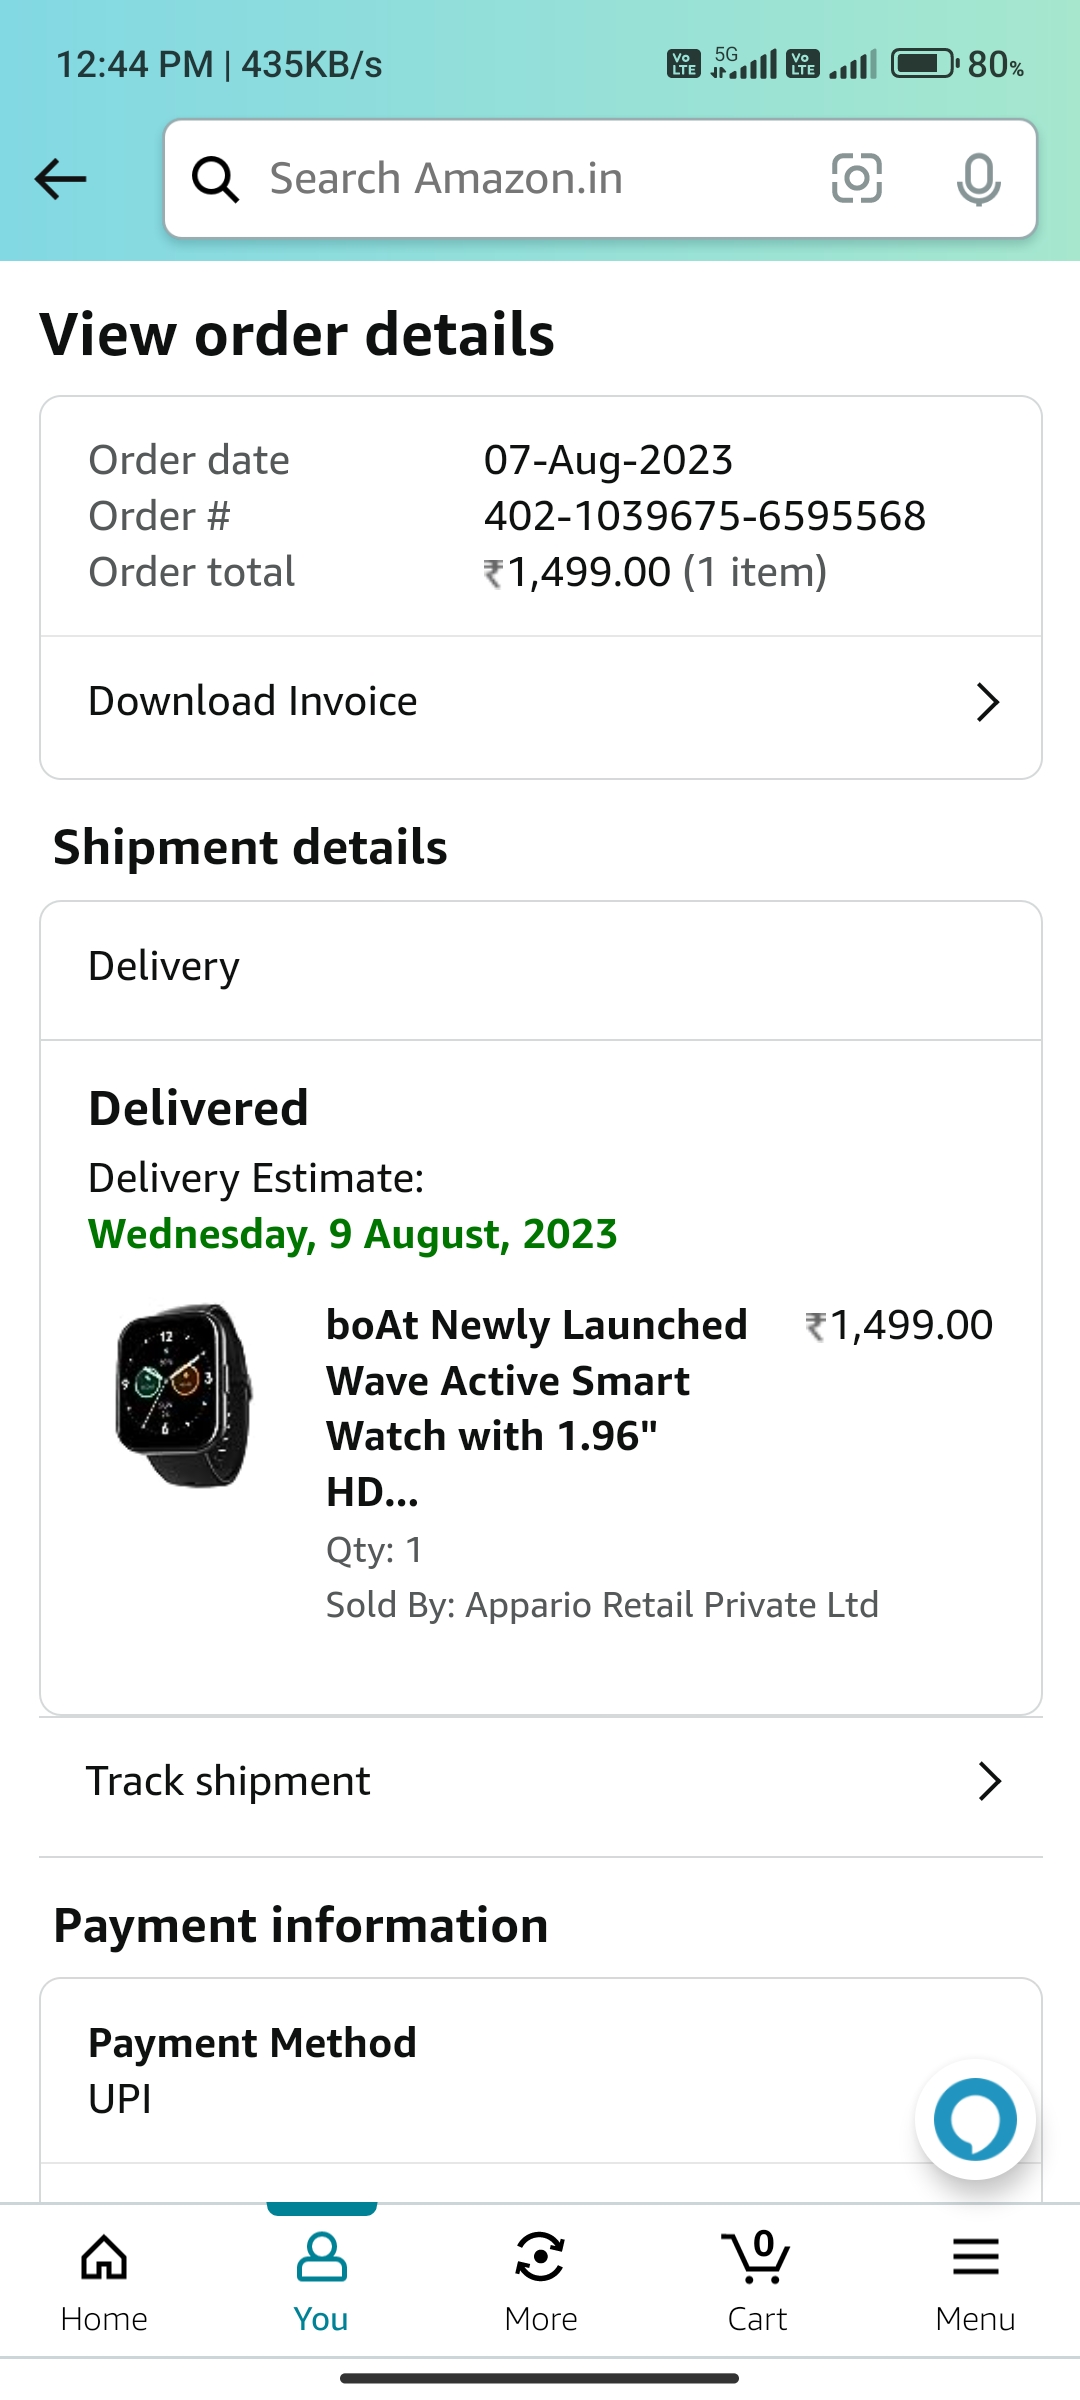 12:44 PM | 435KB/s Vo LTE 5G Vo LTE 80%
Search Amazon.in
View order details
Order date 07-Aug-2023
Order # 402-1039675-6595568
Order total ₹1,499.00 (1 item)
Download Invoice
Shipment details
Delivery
Delivered
Delivery Estimate:
Wednesday, 9 August, 2023
boAt Newly Launched ₹1,499.00
Wave Active Smart
Watch with 1.96"
HD...
Qty: 1
Sold By: Appario Retail Private Ltd
Track shipment
Payment information
Payment Method
UPI
0
Home You More Cart Menu